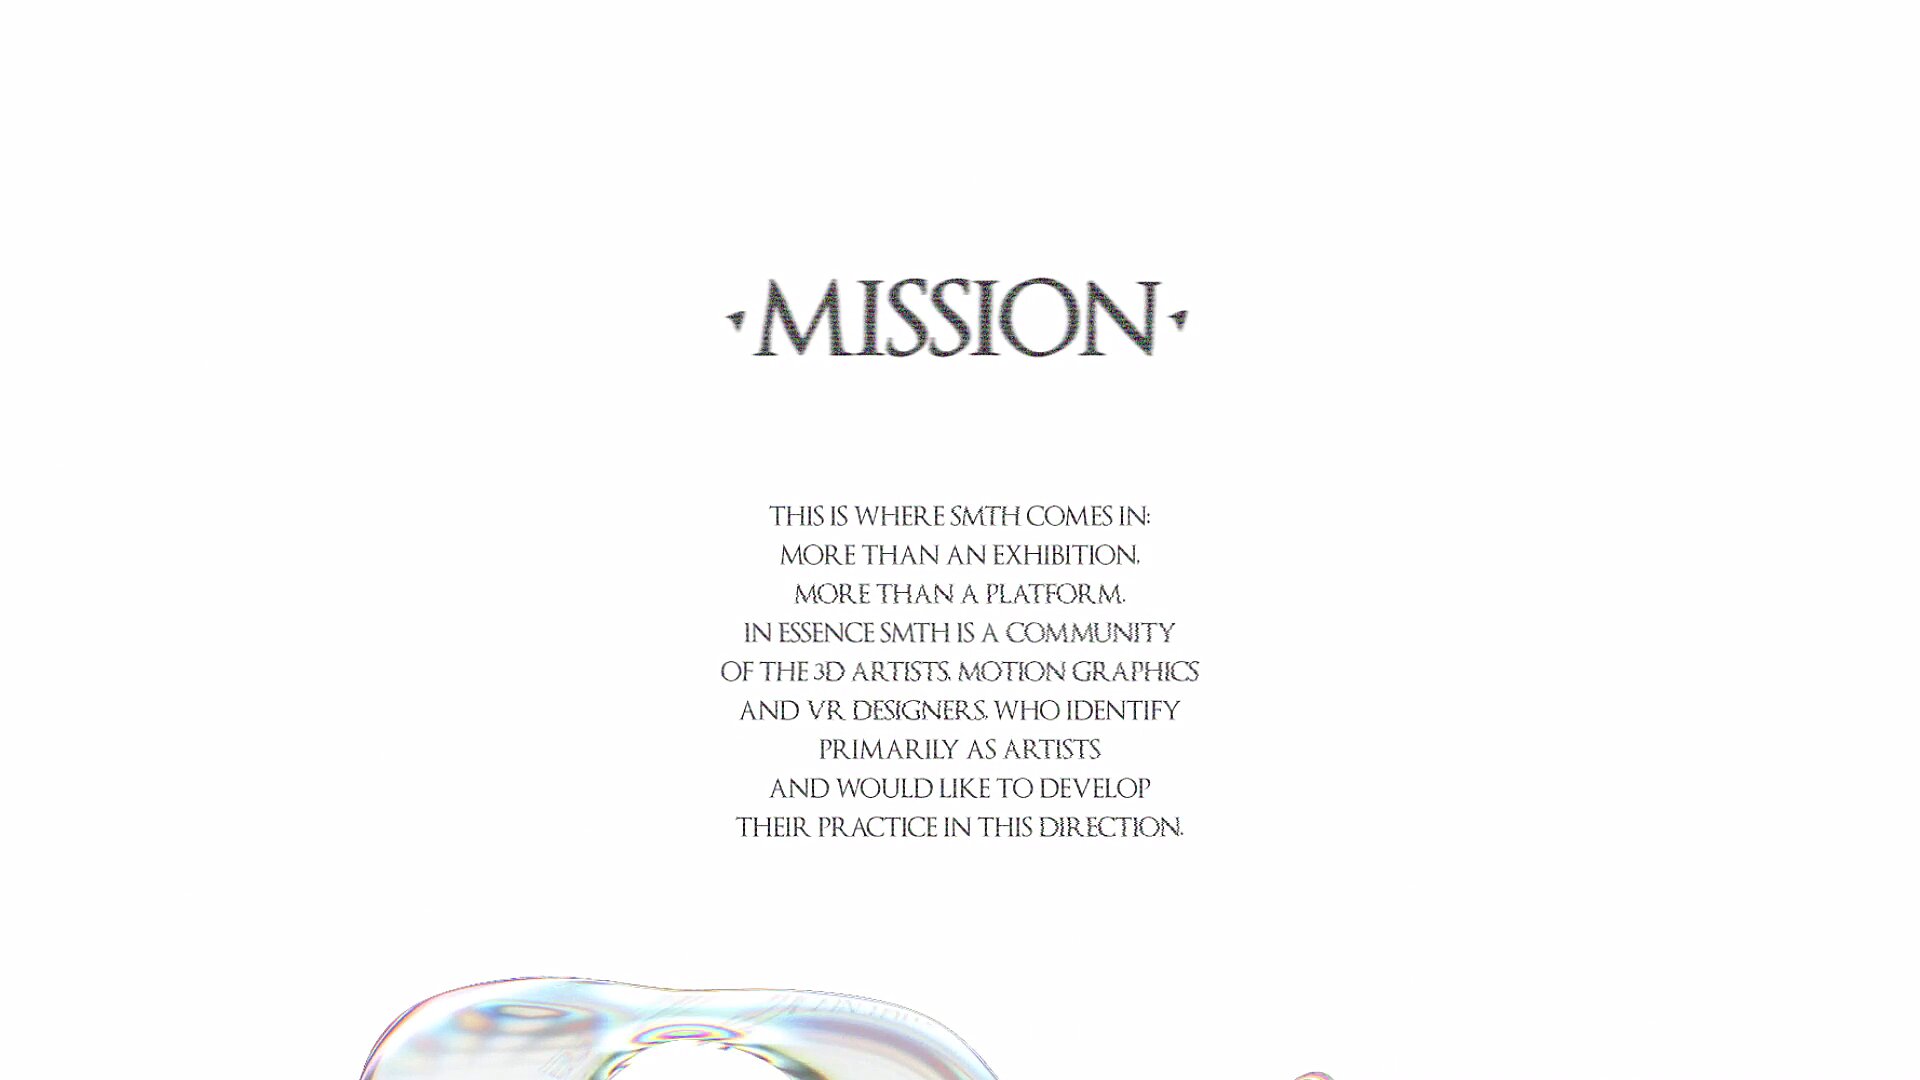 ·MISSION·
THIS IS WHERE SMTH COMES IN:
MORE THAN AN EXHIBITION,
MORE THAN A PLATFORM.
IN ESSENCE SMTH IS A COMMUNITY
OF THE 3D ARTISTS, MOTION GRAPHICS
AND VR DESIGNERS, WHO IDENTIFY
PRIMARILY AS ARTISTS
AND WOULD LIKE TO DEVELOP
THEIR PRACTICE IN THIS DIRECTION.